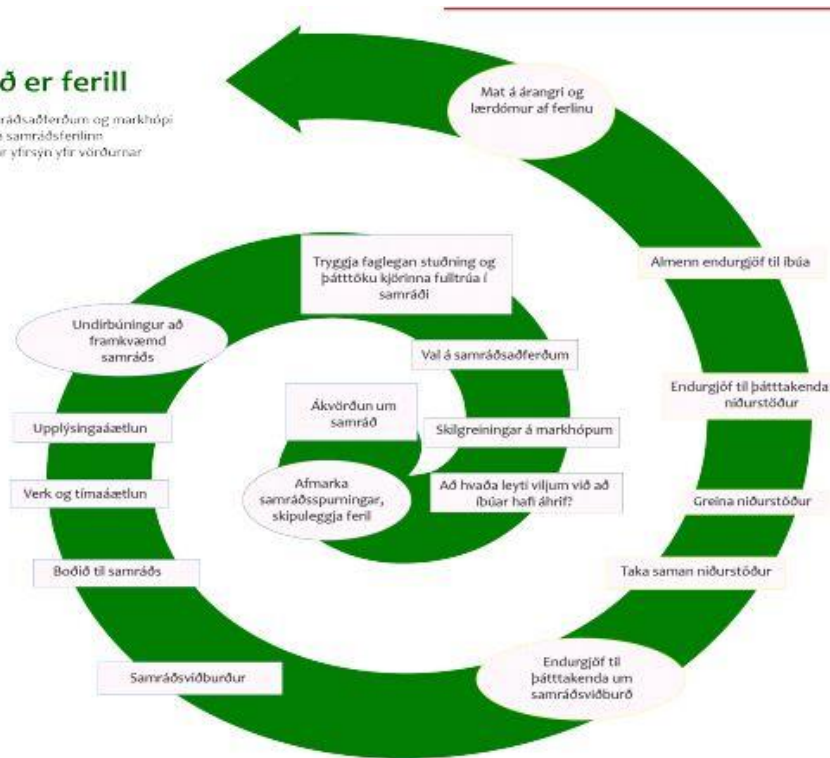 ð er ferill
ráðsaðferðum og markhópi
samráðsferilinn
r yfirsýn yfir vörðurnar
Ákvörðun um
samráð
Afmarka
samráðsspurningar,
skipuleggja feril
Að hvaða leyti viljum við að
íbúar hafi áhrif?
Skilgreiningar á markhópum
Val á samráðsaðferðum
Tryggja faglegan stuðning og
þátttöku kjörinna fulltrúa í
samráði
Undirbúningur að
framkvæmd
samráðs
Upplýsingaáætlun
Verk og tímaáætlun
Boðið til samráðs
Samráðsviðburður
Endurgjöf til
þátttakenda um
samráðsviðburð
Taka saman niðurstöður
Greina niðurstöður
Endurgjöf til þátttakenda
niðurstöður
Almenn endurgjöf til íbúa
Mat á árangri og
lærdómur af ferlinu